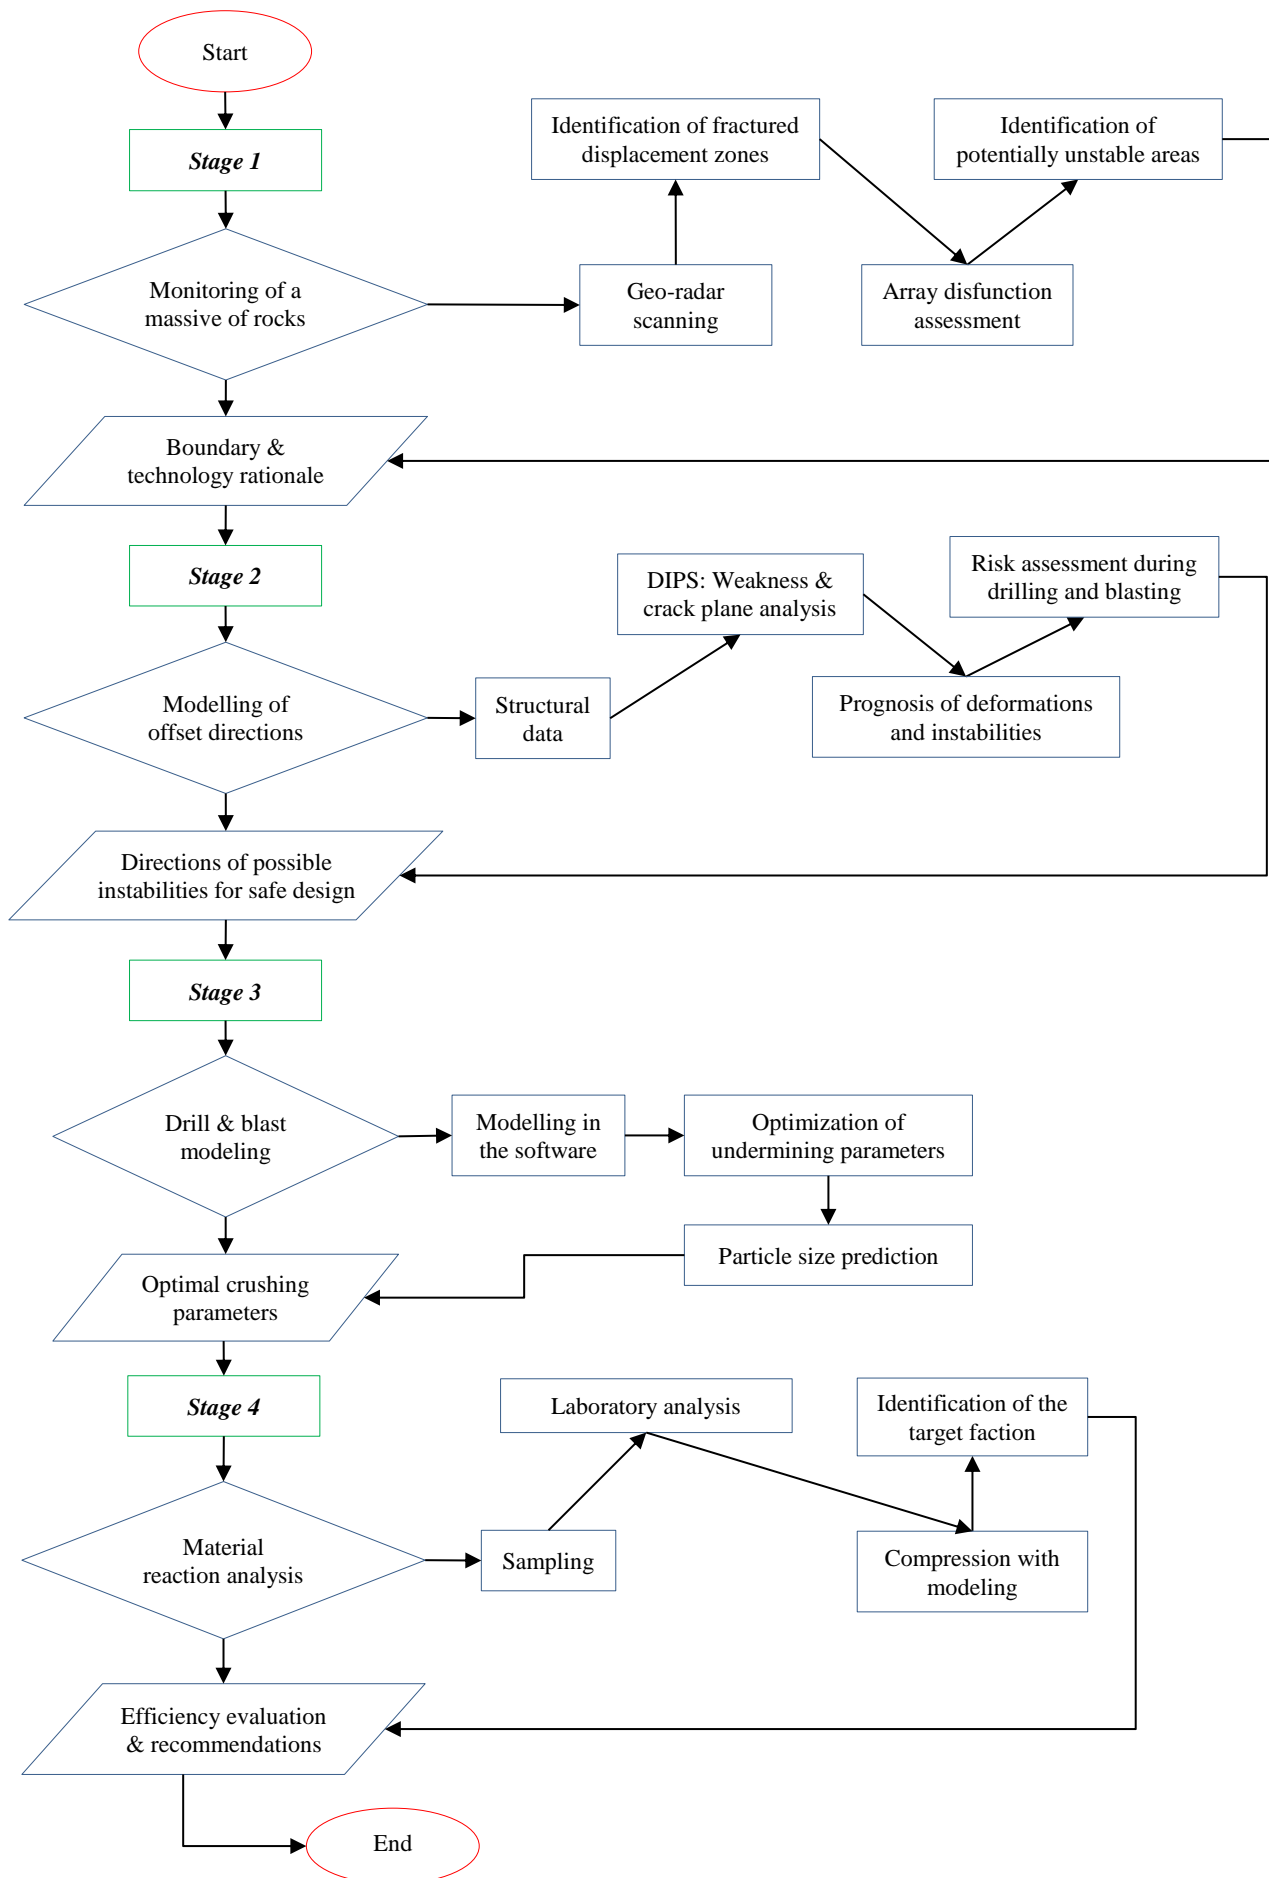 Start
Stage 1
Monitoring of a
massive of rocks
Geo-radar
scanning
Identification of fractured
displacement zones
Array disfunction
assessment
Identification of
potentially unstable areas
Boundary &
technology rationale
Stage 2
Modelling of
offset directions
Structural
data
DIPS: Weakness &
crack plane analysis
Prognosis of deformations
and instabilities
Risk assessment during
drilling and blasting
Directions of possible
instabilities for safe design
Stage 3
Drill & blast
modeling
Modelling in
the software
Optimization of
undermining parameters
Particle size prediction
Optimal crushing
parameters
Stage 4
Material
reaction analysis
Sampling
Laboratory analysis
Compression with
modeling
Identification of the
target faction
Efficiency evaluation
& recommendations
End